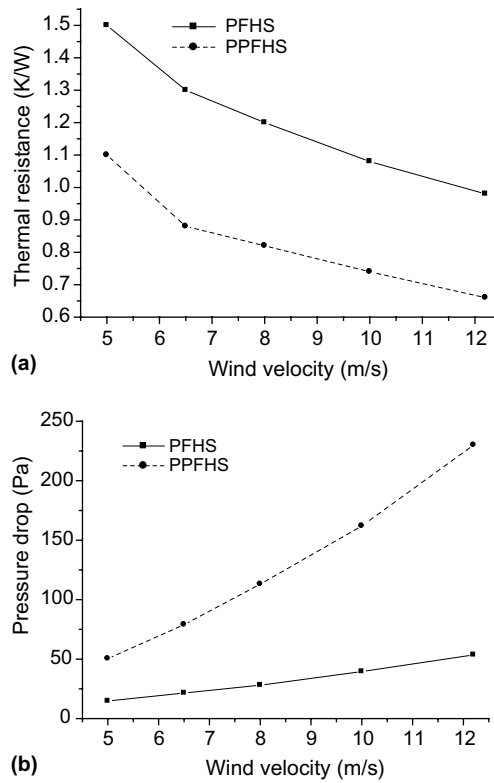 1.5
1.4
1.3
1.2
1.1
1.0
0.9
0.8
0.7
0.6
Thermal resistance (K/W)
PFHS
PPFHS
5 6 7 8 9 10 11 12
Wind velocity (m/s)
(a)
250
200
150
100
50
0
Pressure drop (Pa)
PFHS
PPFHS
5 6 7 8 9 10 11 12
Wind velocity (m/s)
(b)